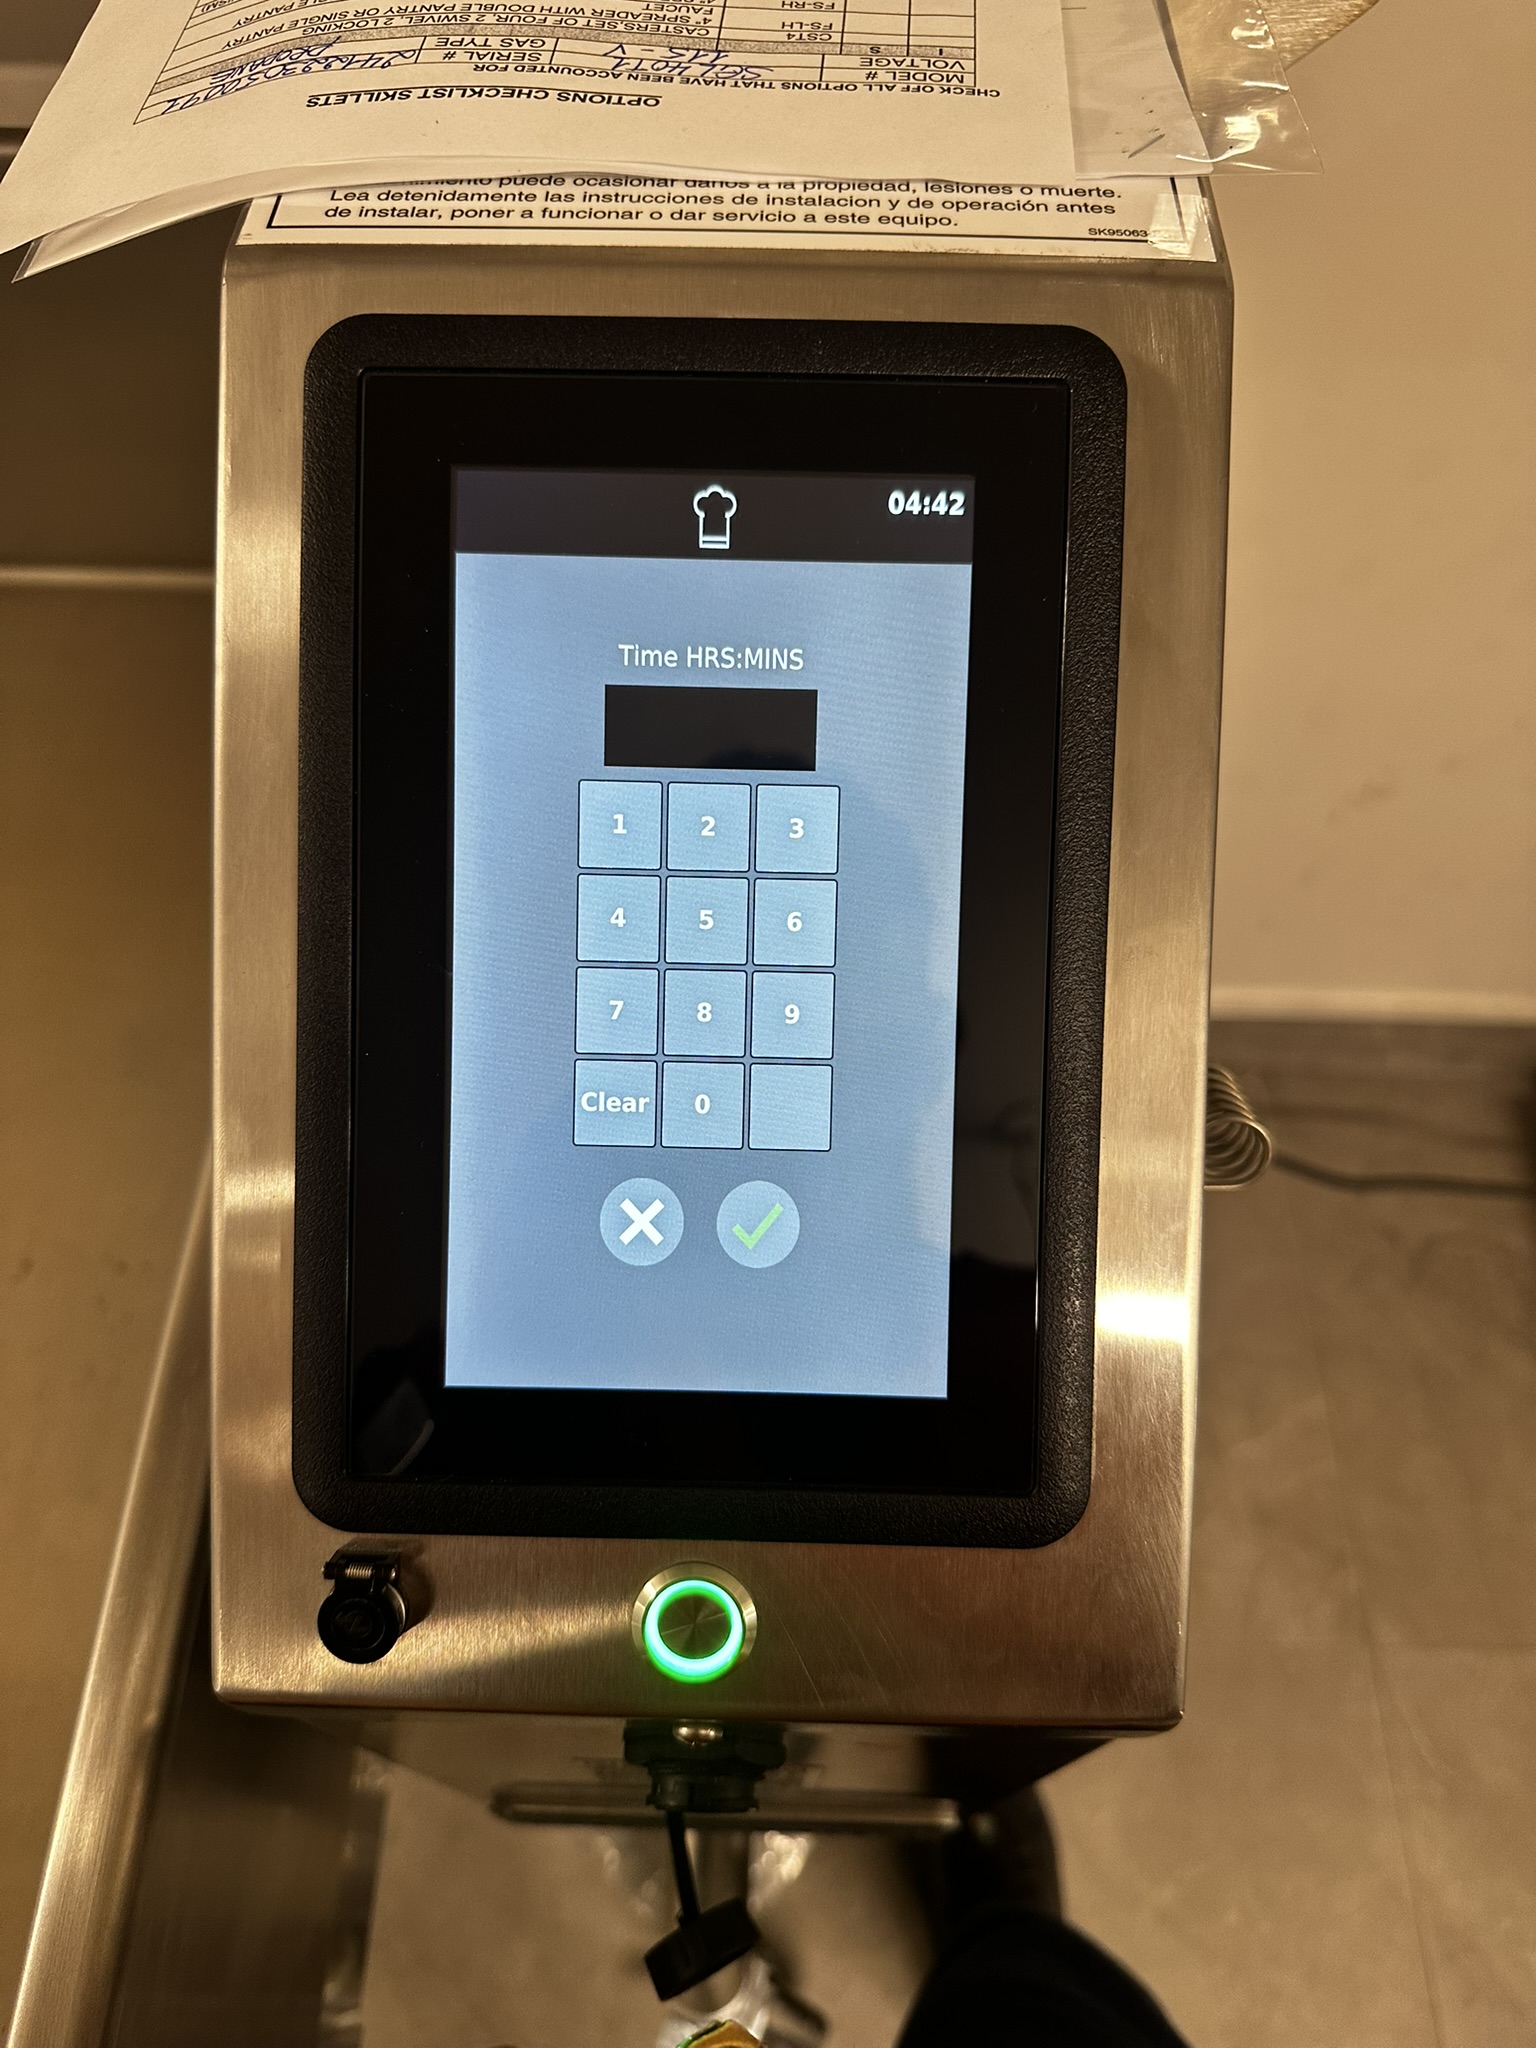 OPTIONS CHECKLIST SKILLETS
CHECK OFF ALL OPTIONS THAT HAVE BEEN ACCOUNTED FOR
MODEL # SGL40T1 SERIAL #
VOLTAGE 115-V GAS TYPE PROPANE
I S
CST4 CASTERS, SET OF FOUR, 2 SWIVEL, 2 LOCKING
FS-LH 4" SPREADER WITH DOUBLE PANTRY OR SINGLE PANTRY
FS-RH FAUCET
puede ocasionar daños a la propiedad, lesiones o muerte.
Lea detenidamente las instrucciones de instalacion y de operación antes
de instalar, poner a funcionar o dar servicio a este equipo.
SK95063
04:42
Time HRS:MINS
1 2 3
4 5 6
7 8 9
Clear 0